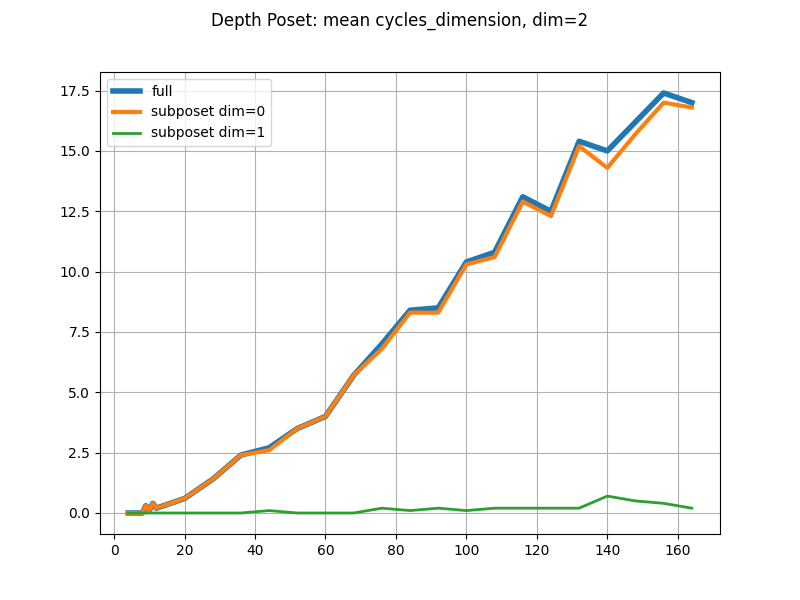 Depth Poset: mean cycles_dimension, dim=2
full
subposet dim=0
subposet dim=1
17.5
15.0
12.5
10.0
7.5
5.0
2.5
0.0
0 20 40 60 80 100 120 140 160